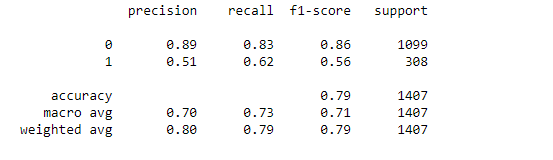 precision recall f1-score support
0 0.89 0.83 0.86 1099
1 0.51 0.62 0.56 308
accuracy 0.79 1407
macro avg 0.70 0.73 0.71 1407
weighted avg 0.80 0.79 0.79 1407